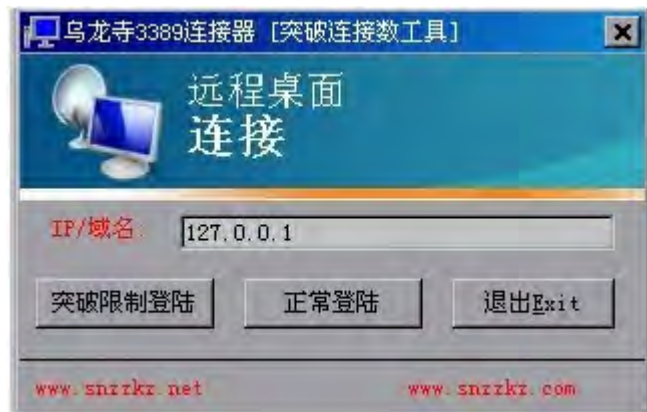 乌龙寺3389连接器 [突破连接数工具]
远程桌面
连接
IP/域名: 127.0.0.1
突破限制登陆 正常登陆 退出Exit
www.snzzkz.net www.snzzkz.com